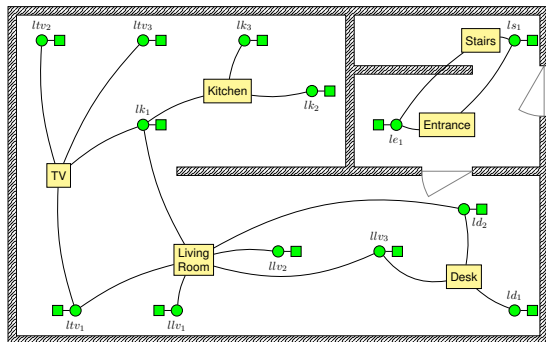 ltv₂
ltv₃
lk₃
Stairs
ls₁
Kitchen
lk₂
lk₁
Entrance
le₁
TV
ld₂
Living
Room
llv₂
llv₃
Desk
ltv₁
llv₁
ld₁